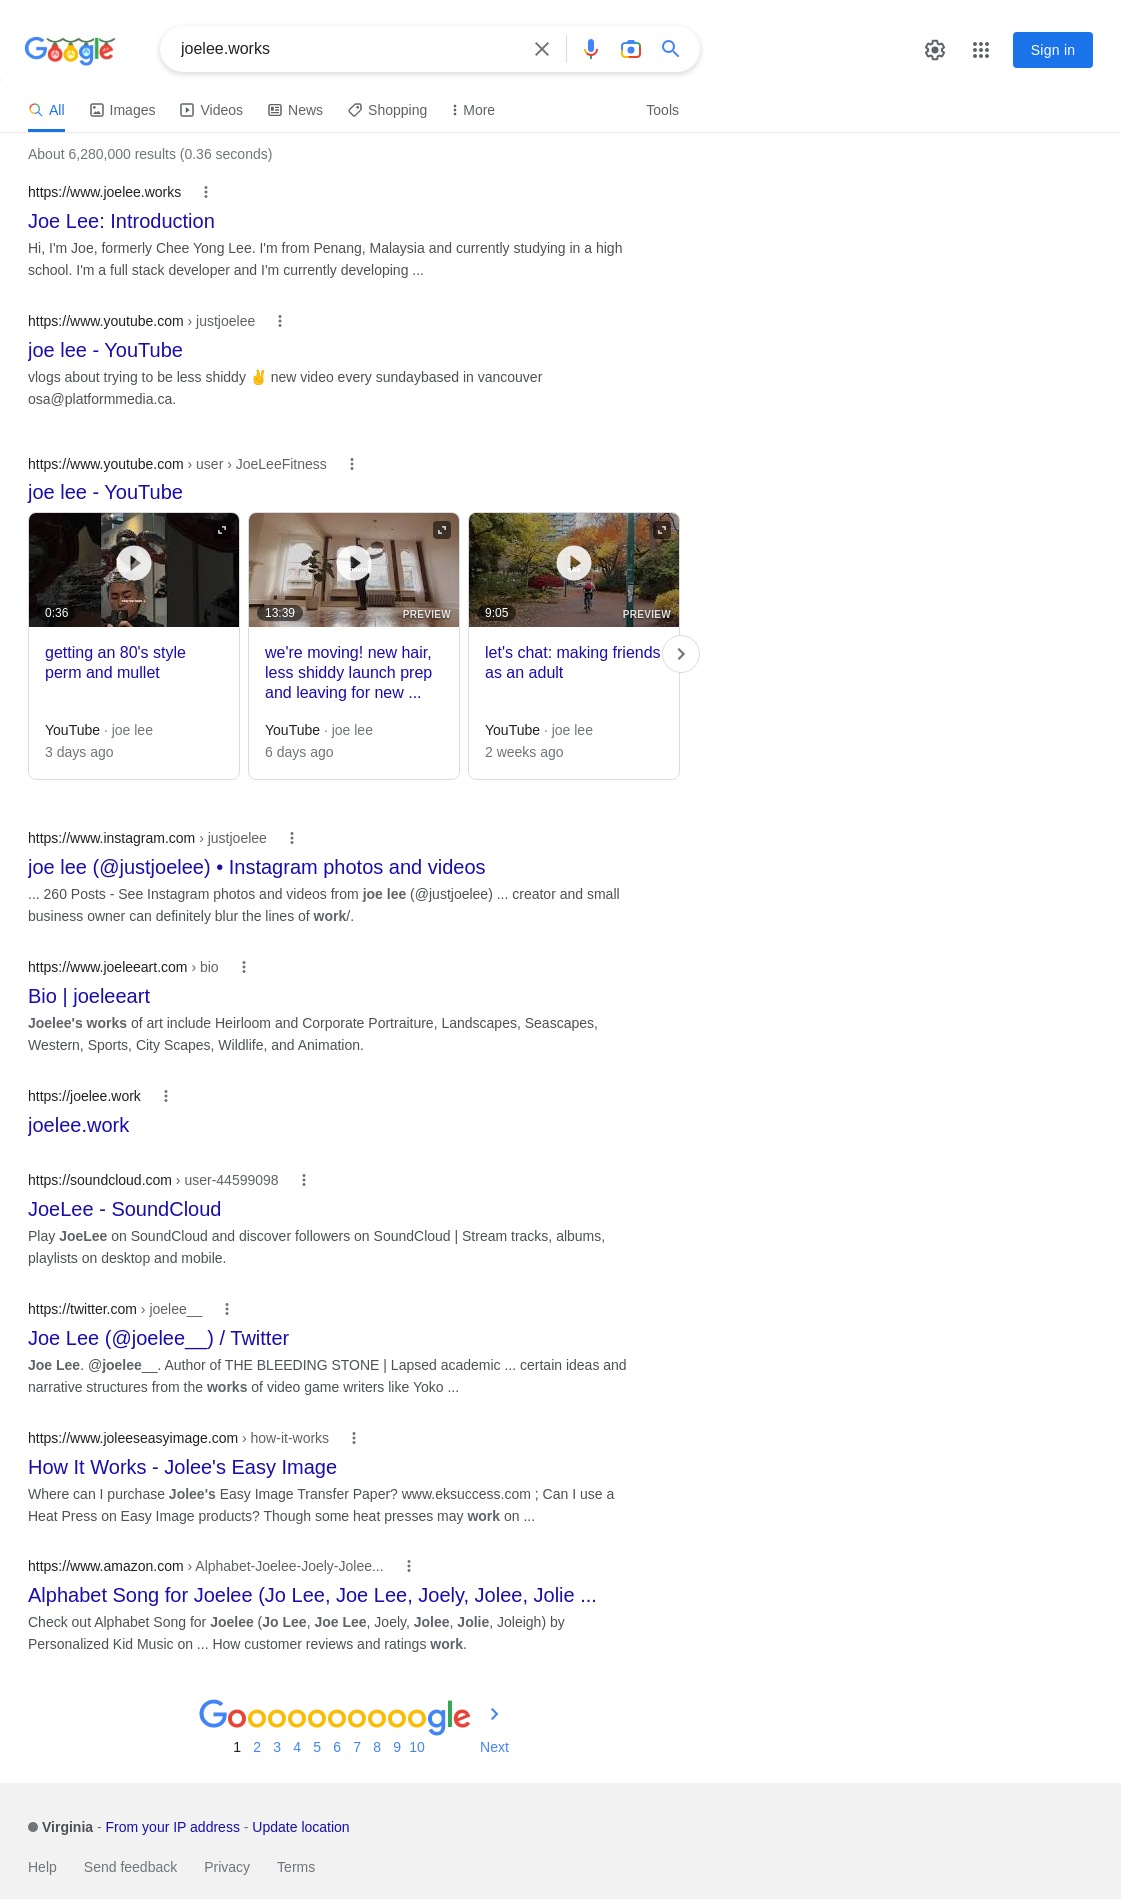 Google
joelee.works
Sign in
All
Images
Videos
News
Shopping
More
Tools
About 6,280,000 results (0.36 seconds)
https://www.joelee.works
Joe Lee: Introduction
Hi, I'm Joe, formerly Chee Yong Lee. I'm from Penang, Malaysia and currently studying in a high
school. I'm a full stack developer and I'm currently developing ...
https://www.youtube.com › justjoelee
joe lee - YouTube
vlogs about trying to be less shiddy ✌️ new video every sundaybased in vancouver
osa@platformmedia.ca.
https://www.youtube.com › user › JoeLeeFitness
joe lee - YouTube
0:36
13:39
PREVIEW
9:05
PREVIEW
getting an 80's style
perm and mullet
YouTube · joe lee
3 days ago
we're moving! new hair,
less shiddy launch prep
and leaving for new ...
YouTube · joe lee
6 days ago
let's chat: making friends
as an adult
YouTube · joe lee
2 weeks ago
https://www.instagram.com › justjoelee
joe lee (@justjoelee) • Instagram photos and videos
... 260 Posts - See Instagram photos and videos from joe lee (@justjoelee) ... creator and small
business owner can definitely blur the lines of work/.
https://www.joeleeart.com › bio
Bio | joeleeart
Joelee's works of art include Heirloom and Corporate Portraiture, Landscapes, Seascapes,
Western, Sports, City Scapes, Wildlife, and Animation.
https://joelee.work
joelee.work
https://soundcloud.com › user-44599098
JoeLee - SoundCloud
Play JoeLee on SoundCloud and discover followers on SoundCloud | Stream tracks, albums,
playlists on desktop and mobile.
https://twitter.com › joelee__
Joe Lee (@joelee__) / Twitter
Joe Lee. @joelee__. Author of THE BLEEDING STONE | Lapsed academic ... certain ideas and
narrative structures from the works of video game writers like Yoko ...
https://www.joleeseasyimage.com › how-it-works
How It Works - Jolee's Easy Image
Where can I purchase Jolee's Easy Image Transfer Paper? www.eksuccess.com ; Can I use a
Heat Press on Easy Image products? Though some heat presses may work on ...
https://www.amazon.com › Alphabet-Joelee-Joely-Jolee...
Alphabet Song for Joelee (Jo Lee, Joe Lee, Joely, Jolee, Jolie ...
Check out Alphabet Song for Joelee (Jo Lee, Joe Lee, Joely, Jolee, Jolie, Joleigh) by
Personalized Kid Music on ... How customer reviews and ratings work.
Goooooooooogle
1 2 3 4 5 6 7 8 9 10 Next
Virginia - From your IP address - Update location
Help Send feedback Privacy Terms